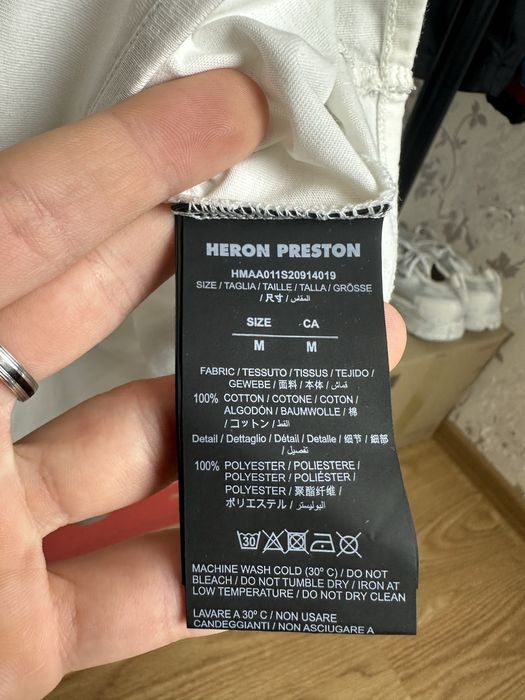 HERON PRESTON
HMAA011S20914019
SIZE / TAGLIA / TAILLE / TALLA / GRÖSSE
/ 尺寸 / المقاس /
SIZE CA
M M
FABRIC / TESSUTO / TISSUS / TEJIDO /
GEWEBE / 面料 / 本体 / قماش /
100% COTTON / COTONE / COTON /
ALGODÓN / BAUMWOLLE / 棉
/ コットン / القطن /
Detail / Dettaglio / Détail / Detalle / 细节 / 細部
/ تفصيل /
100% POLYESTER / POLIESTERE /
POLYESTER / POLIÉSTER /
POLYESTER / 聚酯纤维 /
ポリエステル / البوليستر /
30
MACHINE WASH COLD (30º C) / DO NOT
BLEACH / DO NOT TUMBLE DRY / IRON AT
LOW TEMPERATURE / DO NOT DRY CLEAN
LAVARE A 30º C / NON USARE
CANDEGGIANTI / NON ASCIUGARE A